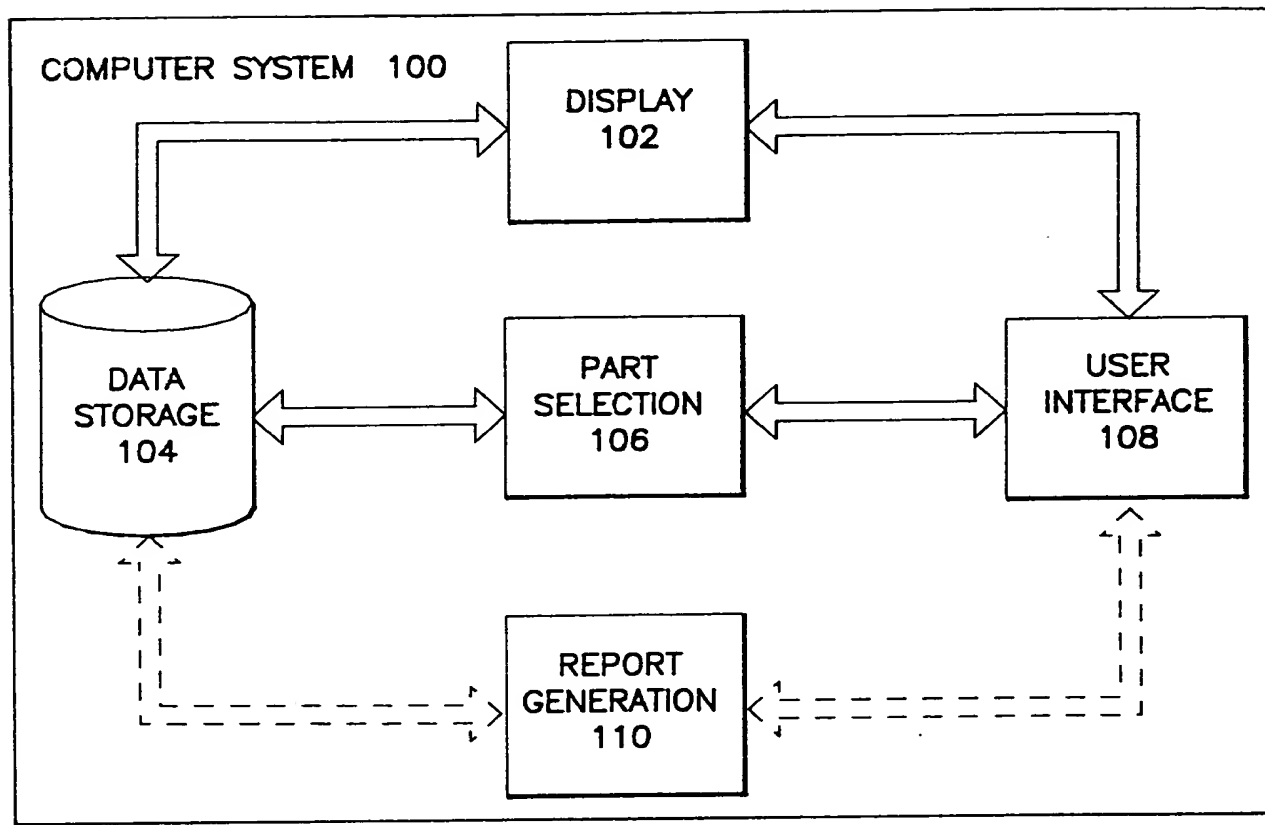 COMPUTER SYSTEM 100
DISPLAY
102
DATA
STORAGE
104
PART
SELECTION
106
USER
INTERFACE
108
REPORT
GENERATION
110